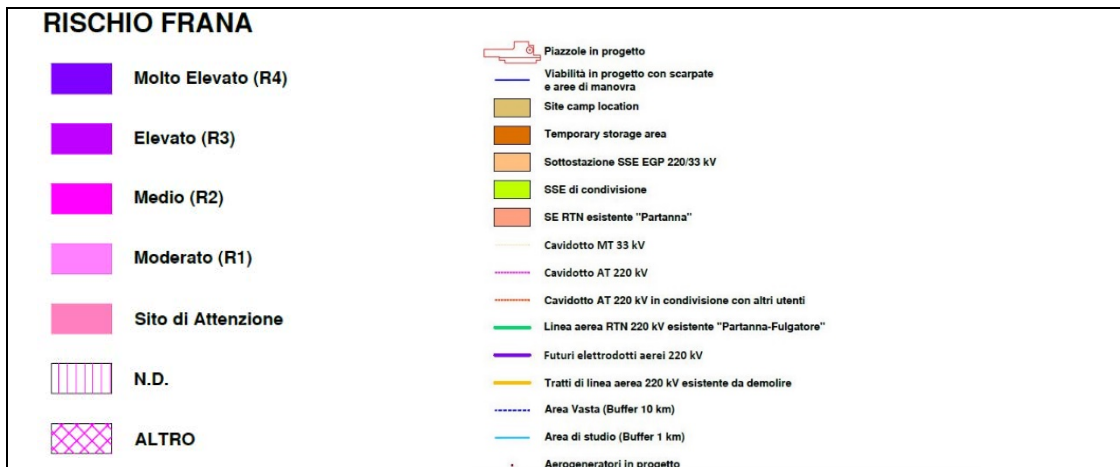 RISCHIO FRANA
Molto Elevato (R4)
Elevato (R3)
Medio (R2)
Moderato (R1)
Sito di Attenzione
N.D.
ALTRO
Piazzole in progetto
Viabilità in progetto con scarpate
e aree di manovra
Site camp location
Temporary storage area
Sottostazione SSE EGP 220/33 kV
SSE di condivisione
SE RTN esistente "Partanna"
Cavidotto MT 33 kV
Cavidotto AT 220 kV
Cavidotto AT 220 kV in condivisione con altri utenti
Linea aerea RTN 220 kV esistente "Partanna-Fulgatore"
Futuri elettrodotti aerei 220 kV
Tratti di linea aerea 220 kV esistente da demolire
Area Vasta (Buffer 10 km)
Area di studio (Buffer 1 km)
Aerogeneratori in progetto